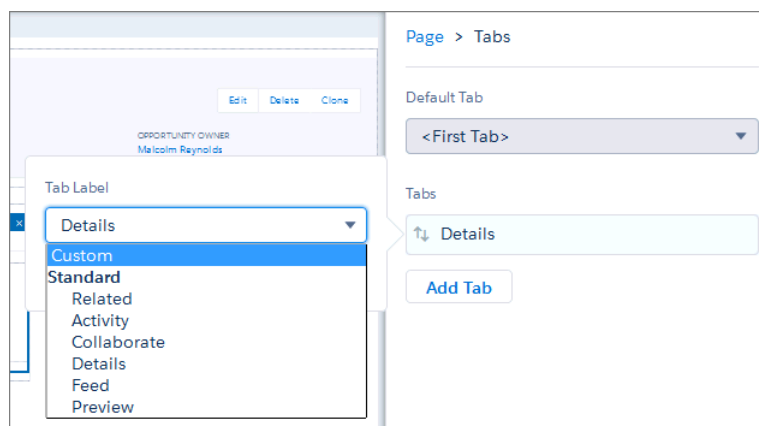 Page > Tabs
Edit Delete Clone
Default Tab
<First Tab>
OPPORTUNITY OWNER
Malcolm Reynolds
Tab Label
Details
Custom
Standard
Related
Activity
Collaborate
Details
Feed
Preview
Tabs
Details
Add Tab